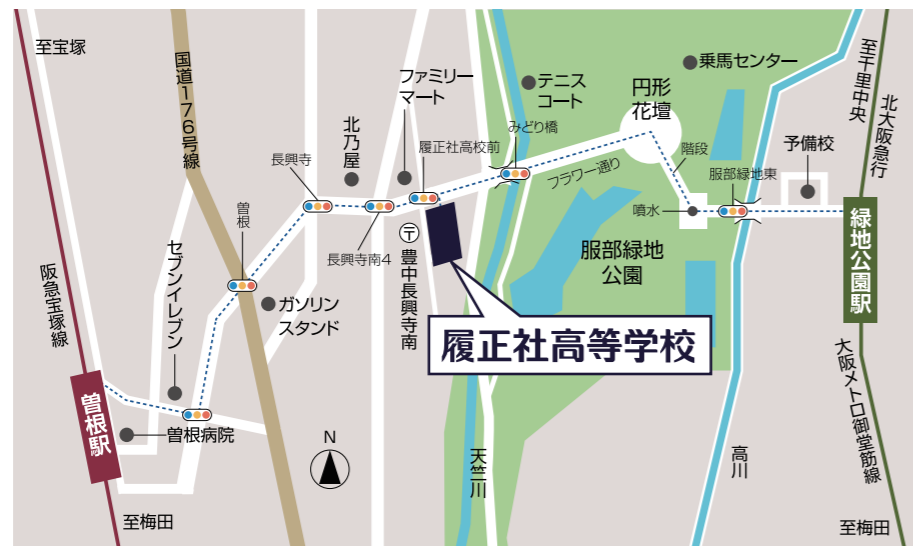 至宝塚
国道176号線
ファミリー
マート
北乃屋
長興寺
履正社高校前
テニス
コート
みどり橋
円形
花壇
乗馬センター
至千里中央
北大阪急行
フラワー通り
階段
予備校
服部緑地東
噴水
緑地公園駅
曽根
セブンイレブン
長興寺南4
〒
豊中長興寺南
服部緑地
公園
ガソリン
スタンド
阪急宝塚線
履正社高等学校
曽根駅
曽根病院
N
天竺川
高川
大阪メトロ御堂筋線
至梅田
至梅田